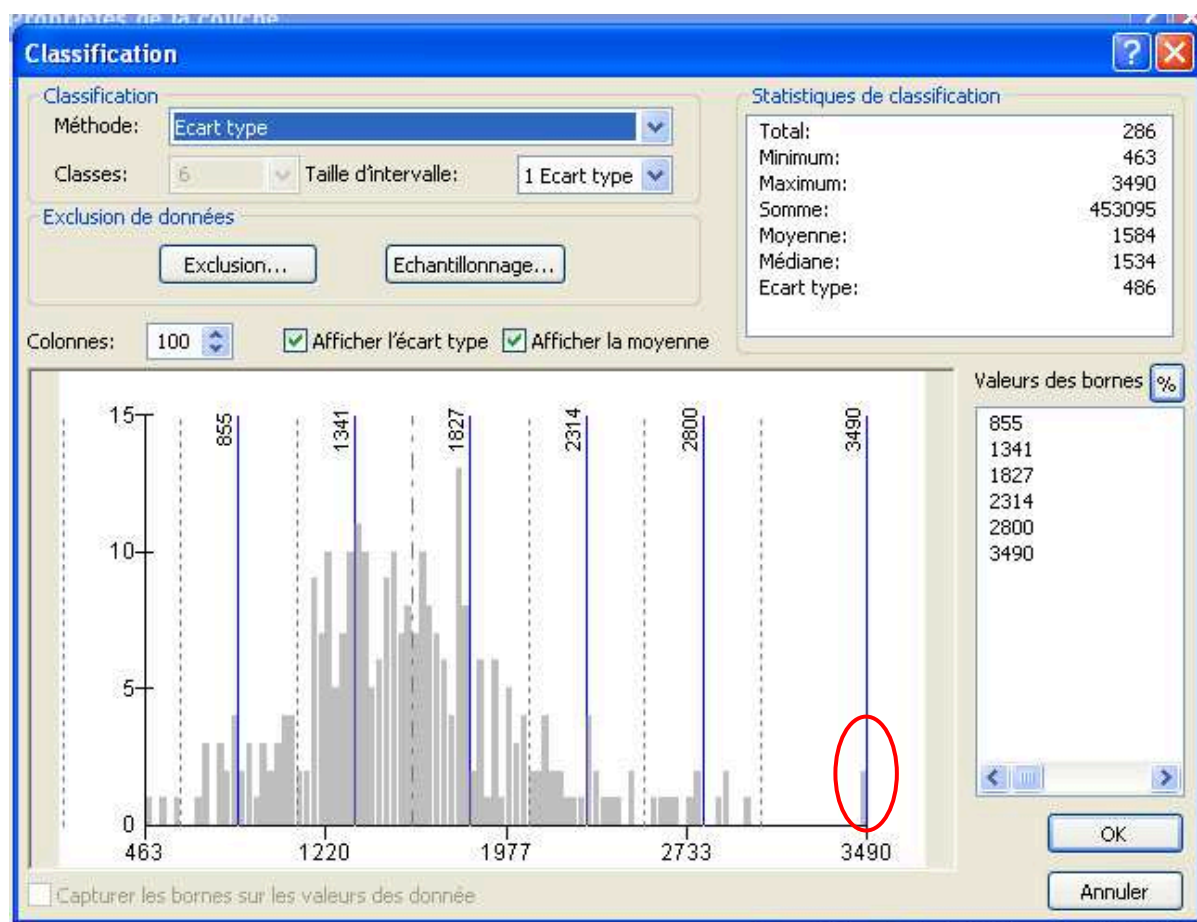 Propriétés de la couche
Classification
Classification
Méthode: Ecart type
Classes: 6 Taille d'intervalle: 1 Ecart type
Exclusion de données
Exclusion... Echantillonnage...
Statistiques de classification
Total: 286
Minimum: 463
Maximum: 3490
Somme: 453095
Moyenne: 1584
Médiane: 1534
Ecart type: 486
Colonnes: 100 Afficher l'écart type Afficher la moyenne
Valeurs des bornes %
855
1341
1827
2314
2800
3490
15 855 1341 1827 2314 2800 3490
10
5
0
463 1220 1977 2733 3490
Capturer les bornes sur les valeurs des donnée
OK
Annuler